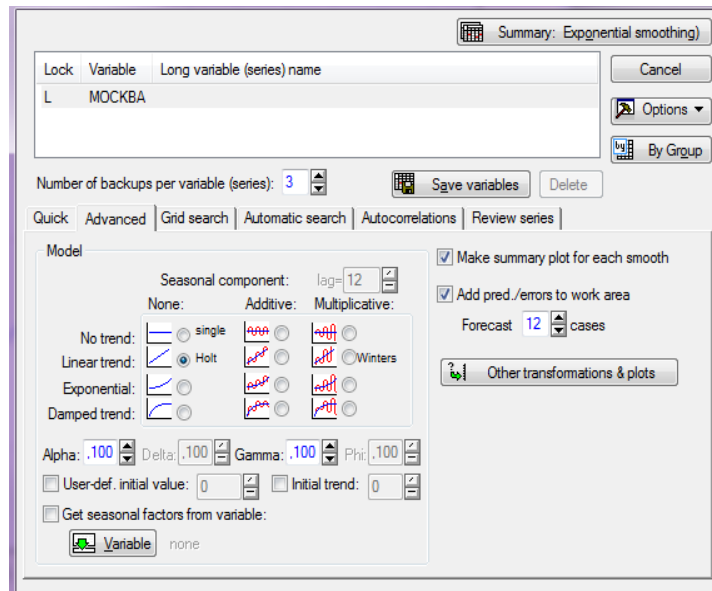 Summary: Exponential smoothing)
Lock Variable Long variable (series) name
L МОСКВА
Cancel
Options
By Group
Number of backups per variable (series): 3
Save variables
Delete
Quick Advanced Grid search Automatic search Autocorrelations Review series
Model
Seasonal component: lag= 12
None: Additive: Multiplicative:
No trend: single
Linear trend: Holt Winters
Exponential:
Damped trend:
Alpha: ,100 Delta: ,100 Gamma: ,100 Phi: ,100
User-def. initial value: 0 Initial trend: 0
Get seasonal factors from variable:
Variable none
Make summary plot for each smooth
Add pred./errors to work area
Forecast 12 cases
Other transformations & plots